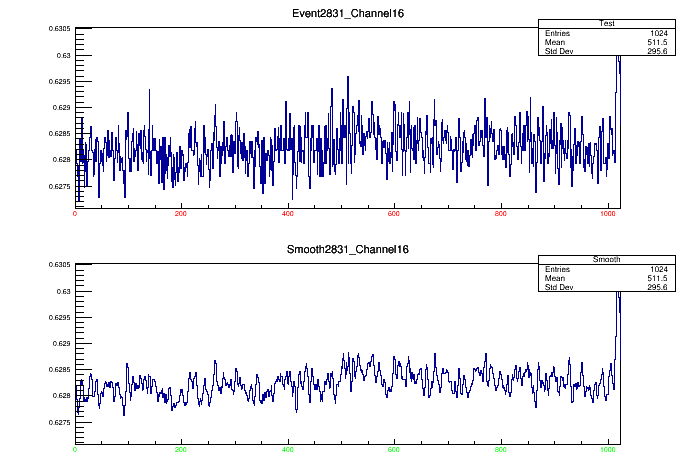 Event2831_Channel16
Test
Entries 1024
Mean 511.5
Std Dev 295.6
0.6305
0.63
0.6295
0.629
0.6285
0.628
0.6275
0 200 400 600 800 1000
Smooth2831_Channel16
Smooth
Entries 1024
Mean 511.5
Std Dev 295.6
0.6305
0.63
0.6295
0.629
0.6285
0.628
0.6275
0 200 400 600 800 1000